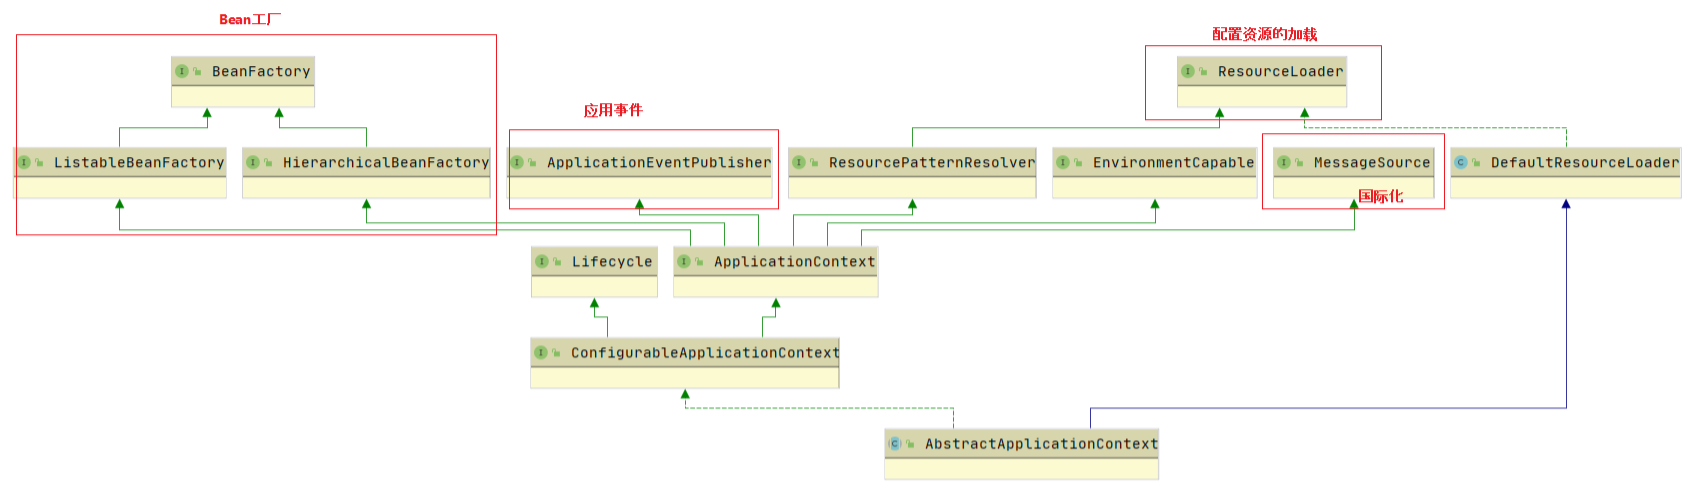 Bean工厂
配置资源的加载
BeanFactory
ResourceLoader
应用事件
ListableBeanFactory
HierarchicalBeanFactory
ApplicationEventPublisher
ResourcePatternResolver
EnvironmentCapable
MessageSource
DefaultResourceLoader
国际化
Lifecycle
ApplicationContext
ConfigurableApplicationContext
AbstractApplicationContext